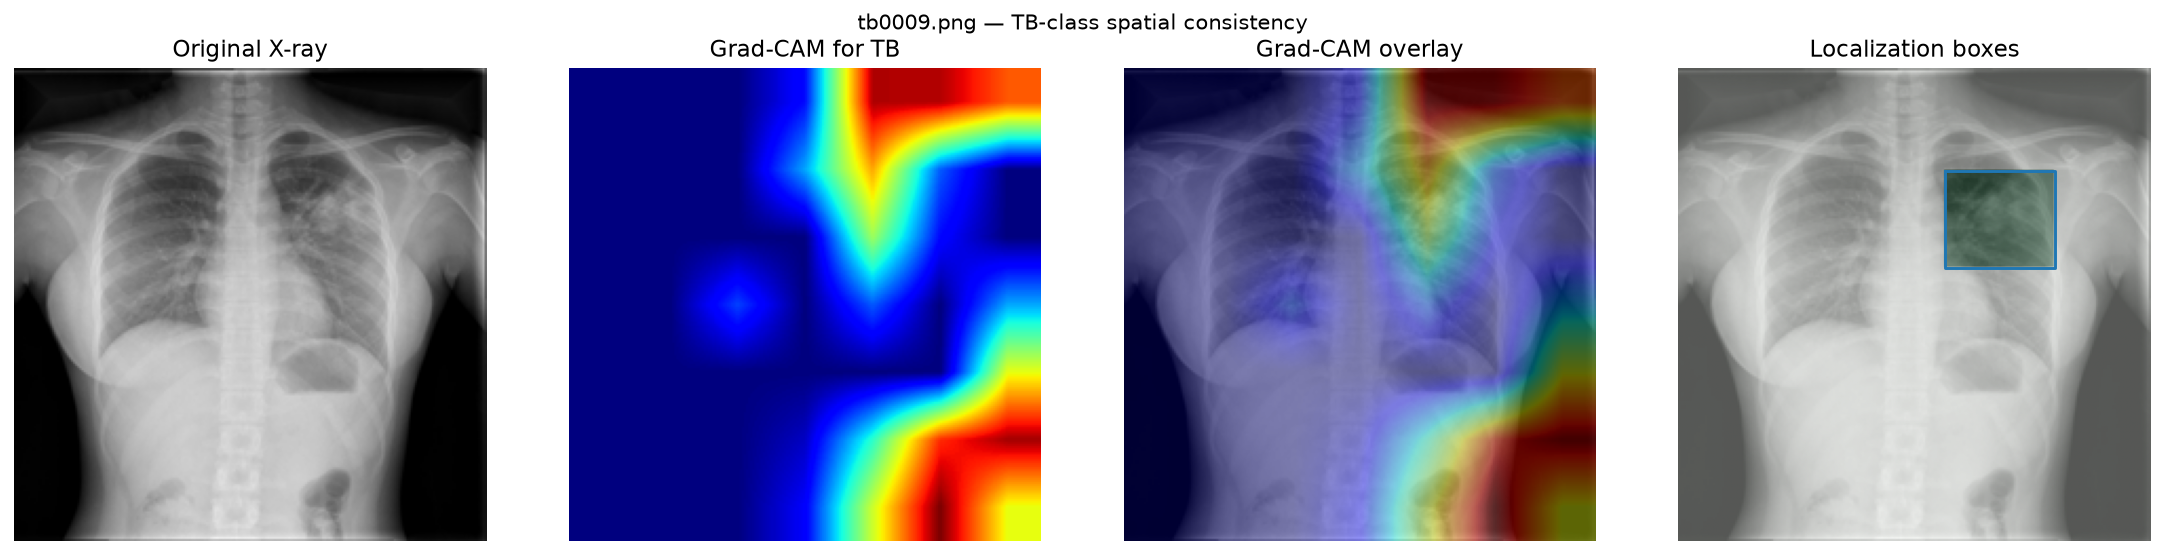 tb0009.png — TB-class spatial consistency
Original X-ray
Grad-CAM for TB
Grad-CAM overlay
Localization boxes